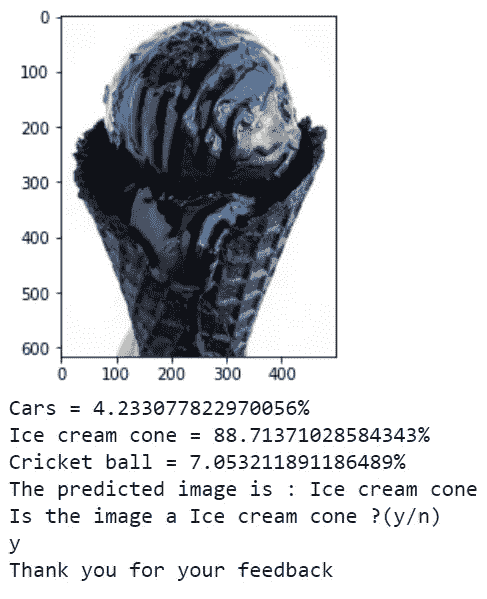 0
100
200
300
400
500
600
0 100 200 300 400
Cars = 4.233077822970056%
Ice cream cone = 88.71371028584343%
Cricket ball = 7.053211891186489%
The predicted image is : Ice cream cone
Is the image a Ice cream cone ?(y/n)
y
Thank you for your feedback